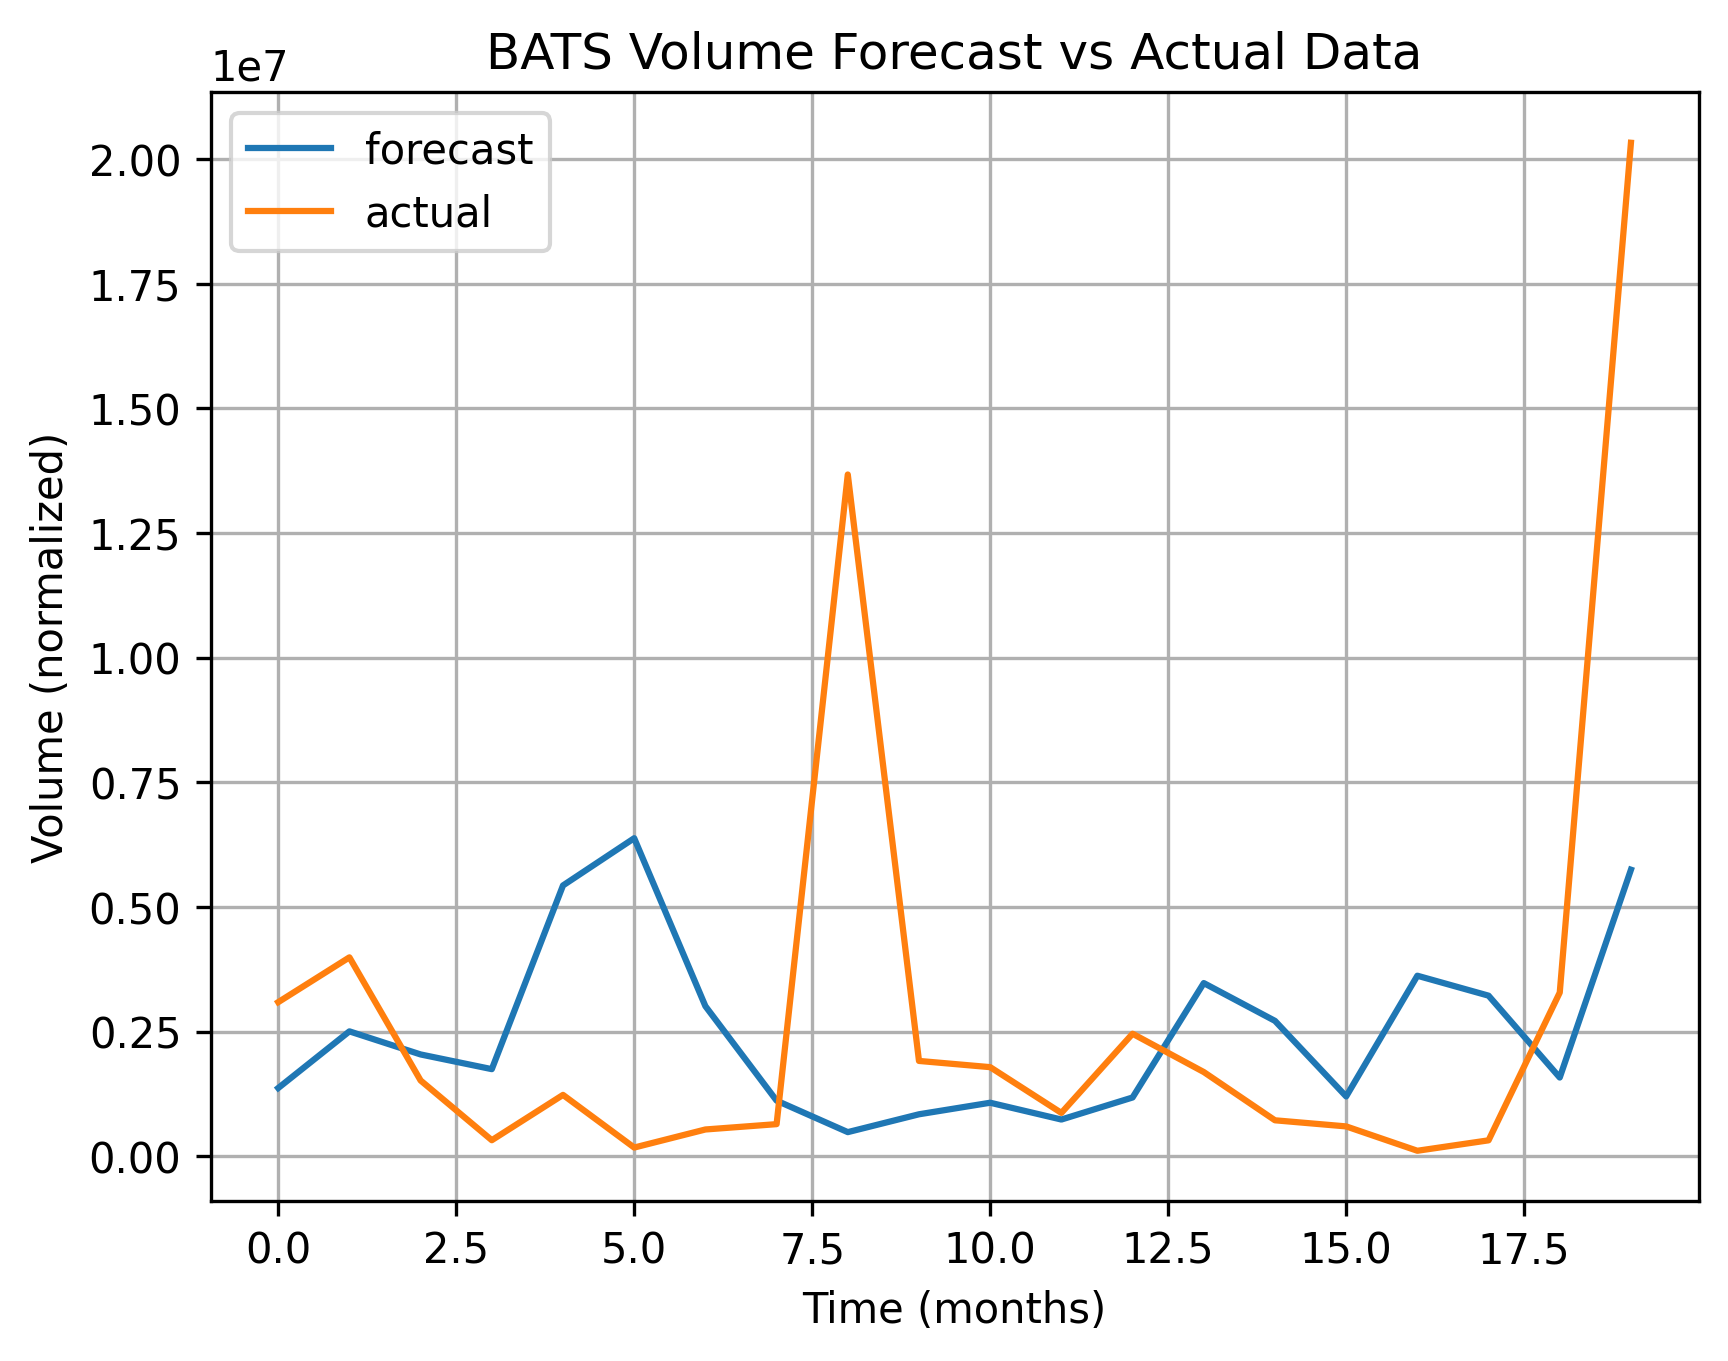 BATS Volume Forecast vs Actual Data
1e7
forecast
actual
2.00
1.75
1.50
1.25
1.00
0.75
0.50
0.25
0.00
Volume (normalized)
0.0 2.5 5.0 7.5 10.0 12.5 15.0 17.5
Time (months)